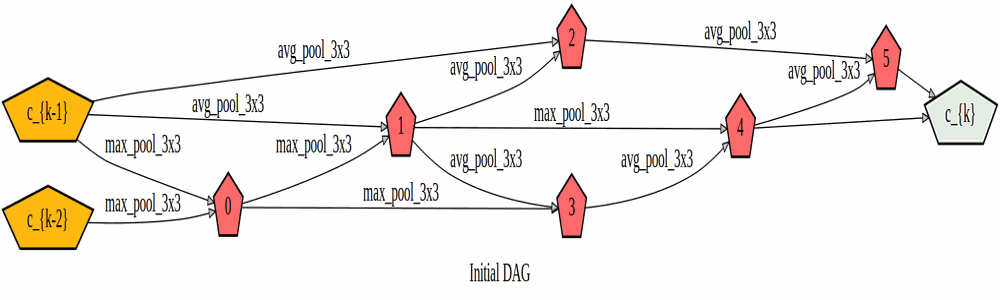 avg_pool_3x3
2
avg_pool_3x3
5
avg_pool_3x3
avg_pool_3x3
c_{k-1}
avg_pool_3x3
1
max_pool_3x3
4
c_{k}
max_pool_3x3
max_pool_3x3
avg_pool_3x3
avg_pool_3x3
c_{k-2}
max_pool_3x3
0
max_pool_3x3
3
Initial DAG